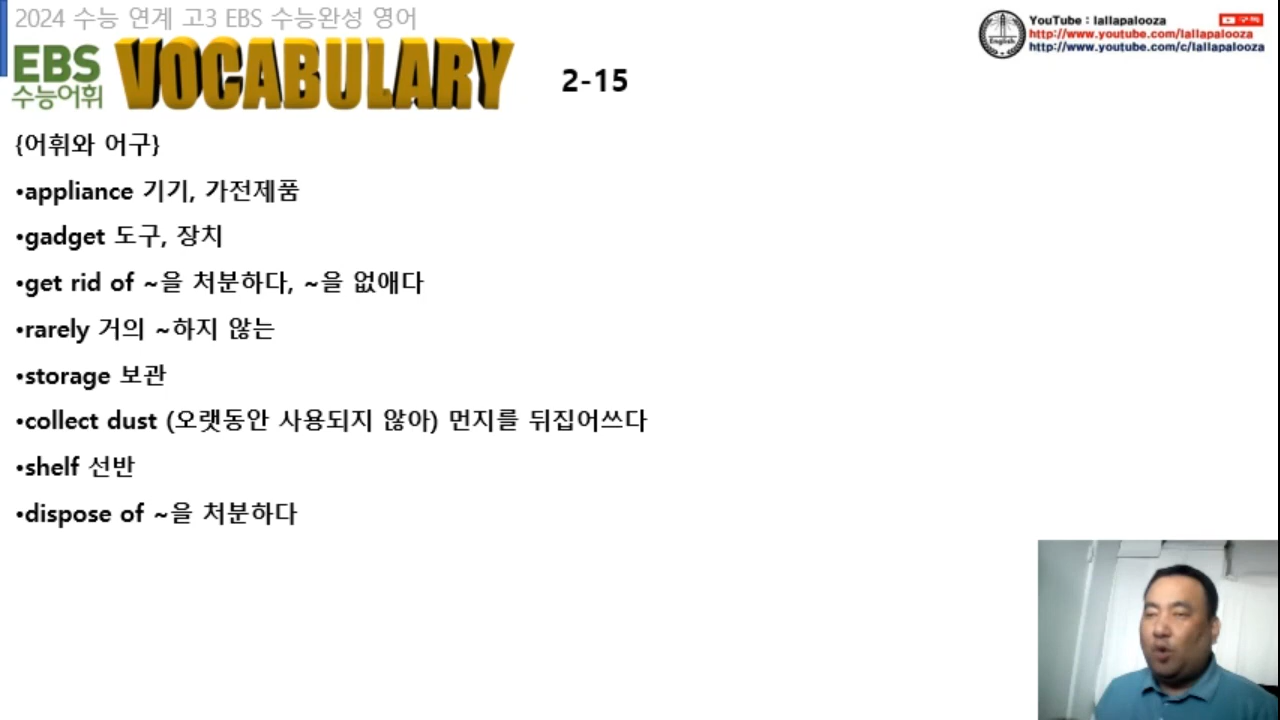 2024 수능 연계 고3 EBS 수능완성 영어
EBS
수능어휘
VOCABULARY
2-15
YouTube : lallapalooza
구독
http://www.youtube.com/lallapalooza
http://www.youtube.com/c/lallapalooza
English
{어휘와 어구}
•appliance 기기, 가전제품
•gadget 도구, 장치
•get rid of ~을 처분하다, ~을 없애다
•rarely 거의 ~하지 않는
•storage 보관
•collect dust (오랫동안 사용되지 않아) 먼지를 뒤집어쓰다
•shelf 선반
•dispose of ~을 처분하다